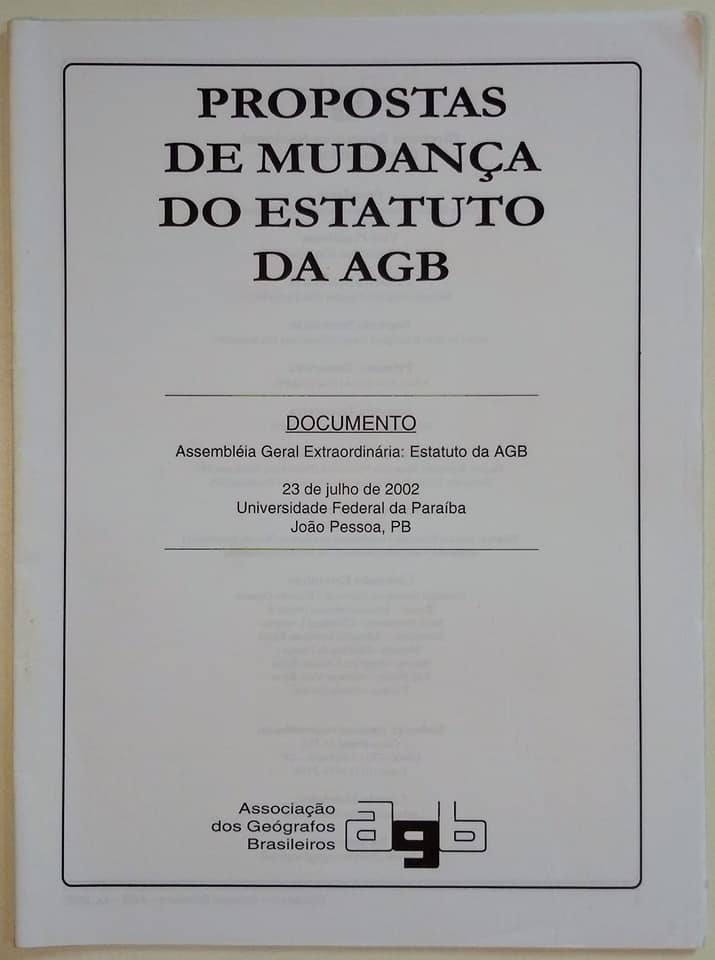 PROPOSTAS
DE MUDANÇA
DO ESTATUTO
DA AGB
DOCUMENTO
Assembléia Geral Extraordinária: Estatuto da AGB
23 de julho de 2002
Universidade Federal da Paraíba
João Pessoa, PB
Associação
dos Geógrafos
Brasileiros
agb